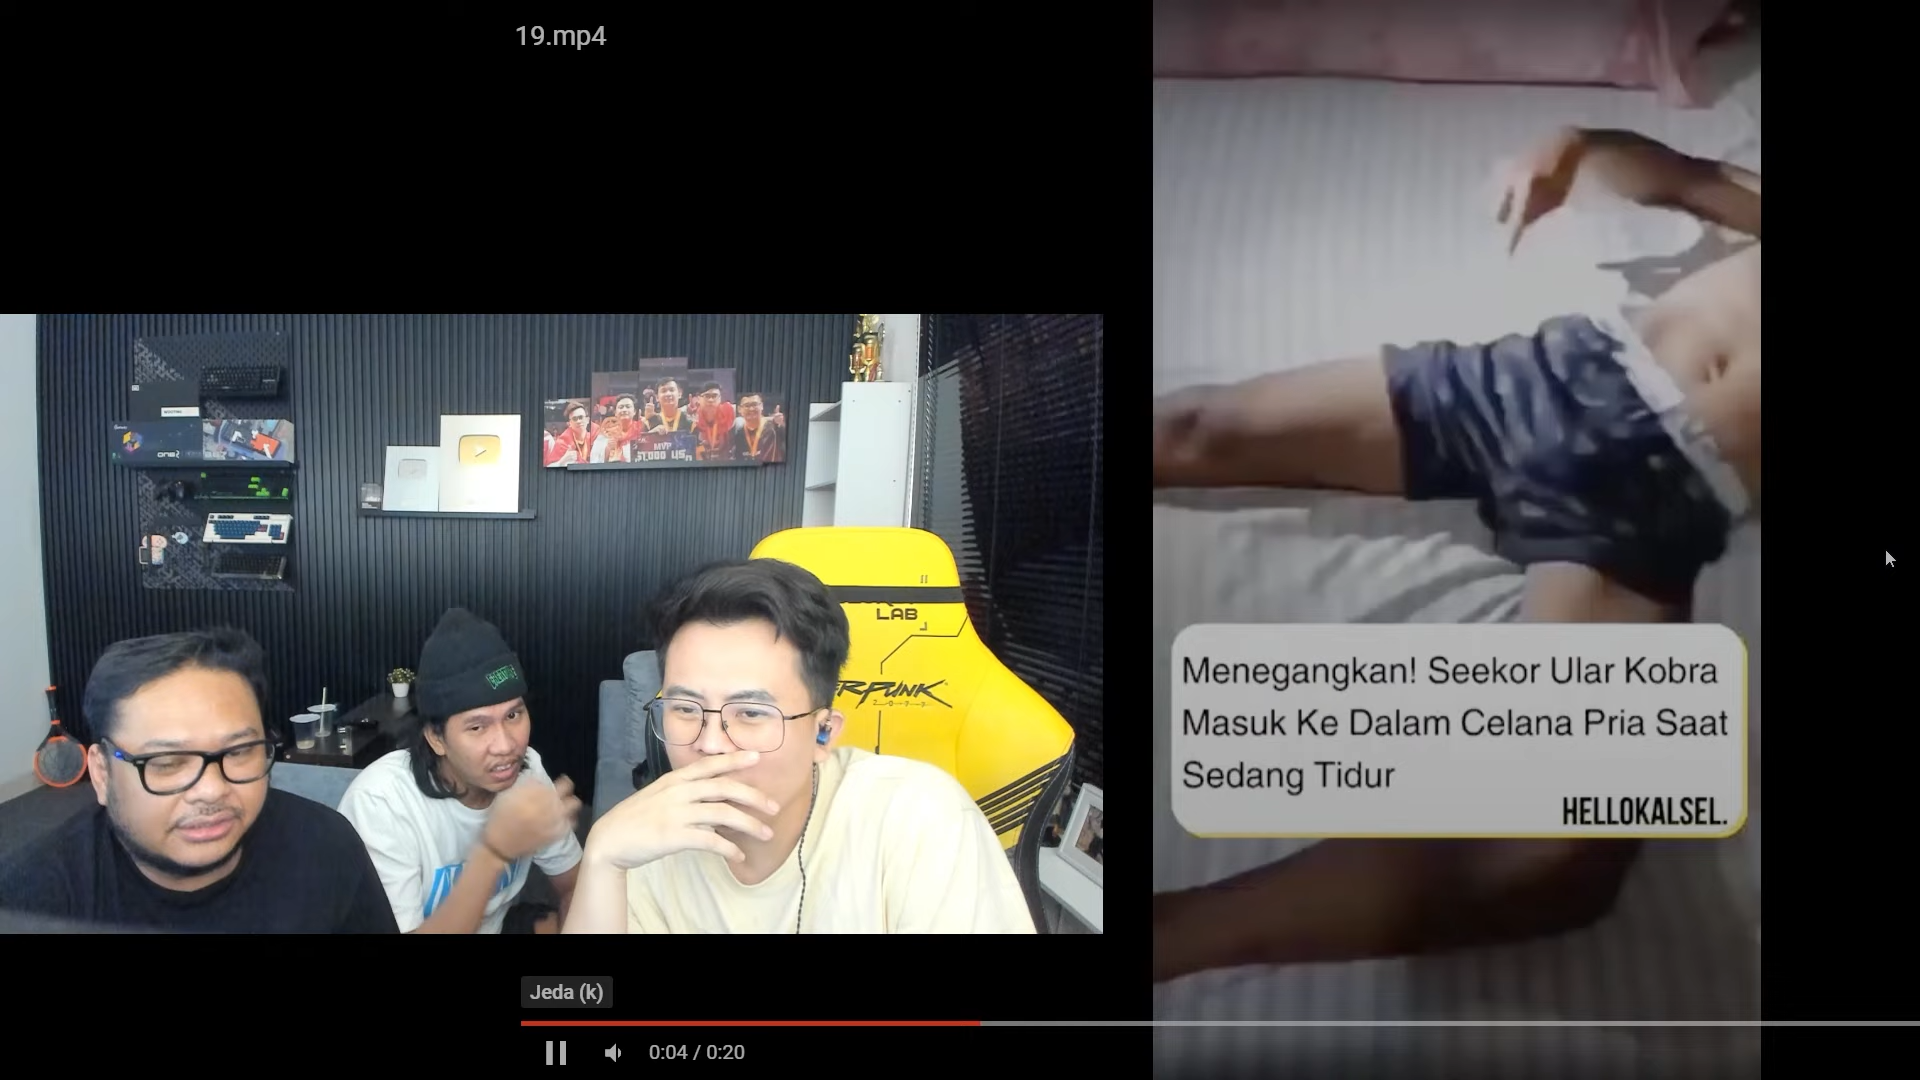 19.mp4
MVP
LAB
Menegangkan! Seekor Ular Kobra
Masuk Ke Dalam Celana Pria Saat
Sedang Tidur
HELLOKALSEL.
Jeda (k)
0:04 / 0:20